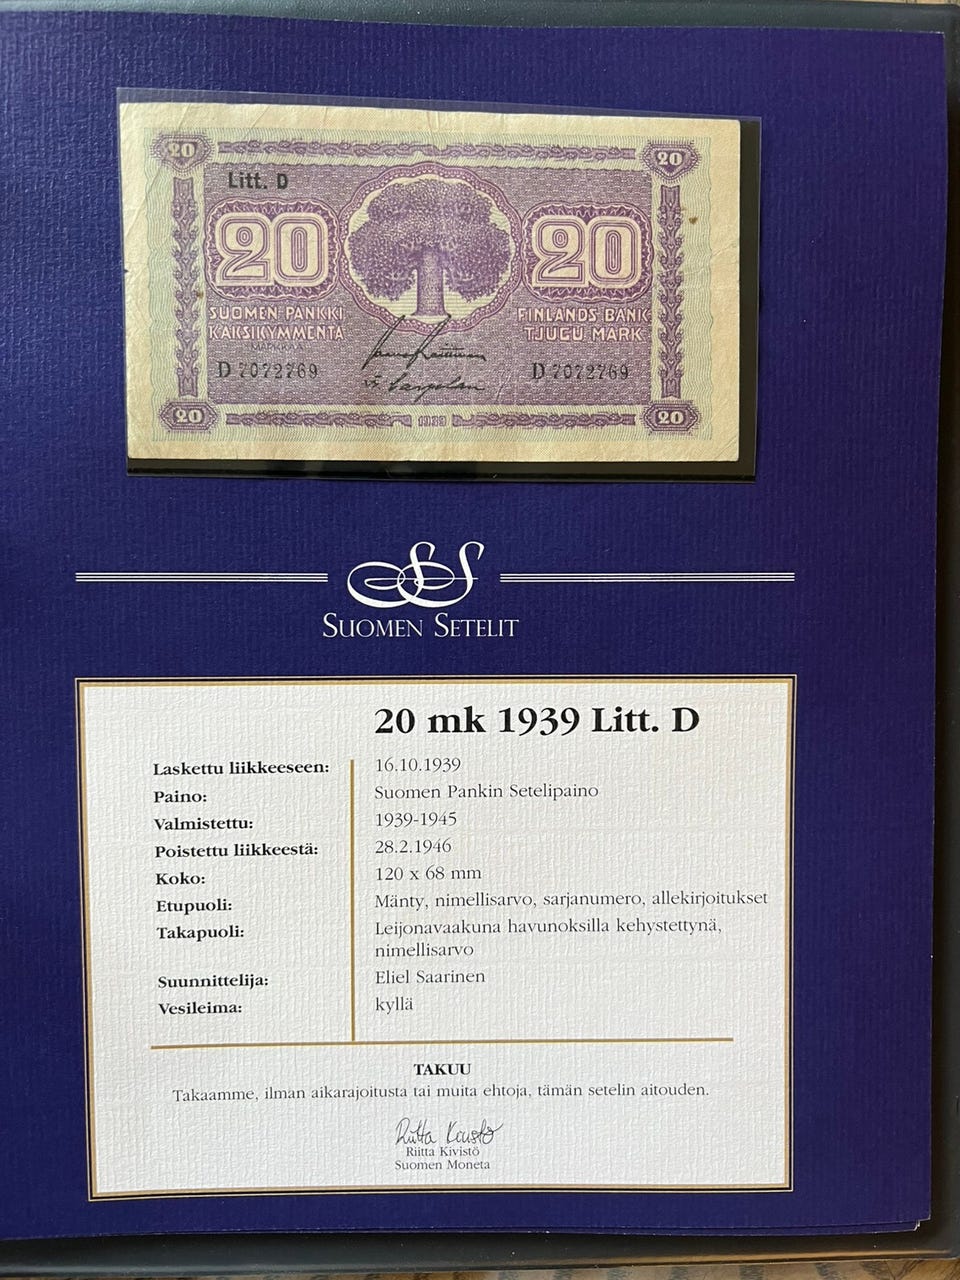 20 20
Litt. D
20 20
SUOMEN PANKKI FINLANDS BANK
KAKSIKYMMENTÄ TJUGU MARK
MARKKAA
D 7072769 D 7072769
20 1939 20
SS
SUOMEN SETELIT
20 mk 1939 Litt. D
Laskettu liikkeeseen: 16.10.1939
Paino: Suomen Pankin Setelipaino
Valmistettu: 1939-1945
Poistettu liikkeestä: 28.2.1946
Koko: 120 x 68 mm
Etupuoli: Mänty, nimellisarvo, sarjanumero, allekirjoitukset
Takapuoli: Leijonavaakuna havunoksilla kehystettynä,
nimellisarvo
Suunnittelija: Eliel Saarinen
Vesileima: kyllä
TAKUU
Takaamme, ilman aikarajoitusta tai muita ehtoja, tämän setelin aitouden.
Riitta Kivistö
Riitta Kivistö
Suomen Moneta